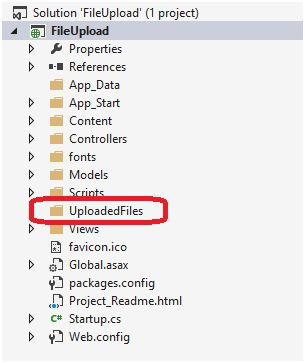 Solution 'FileUpload' (1 project)
FileUpload
Properties
References
App_Data
App_Start
Content
Controllers
fonts
Models
Scripts
UploadedFiles
Views
favicon.ico
Global.asax
packages.config
Project_Readme.html
C# Startup.cs
Web.config